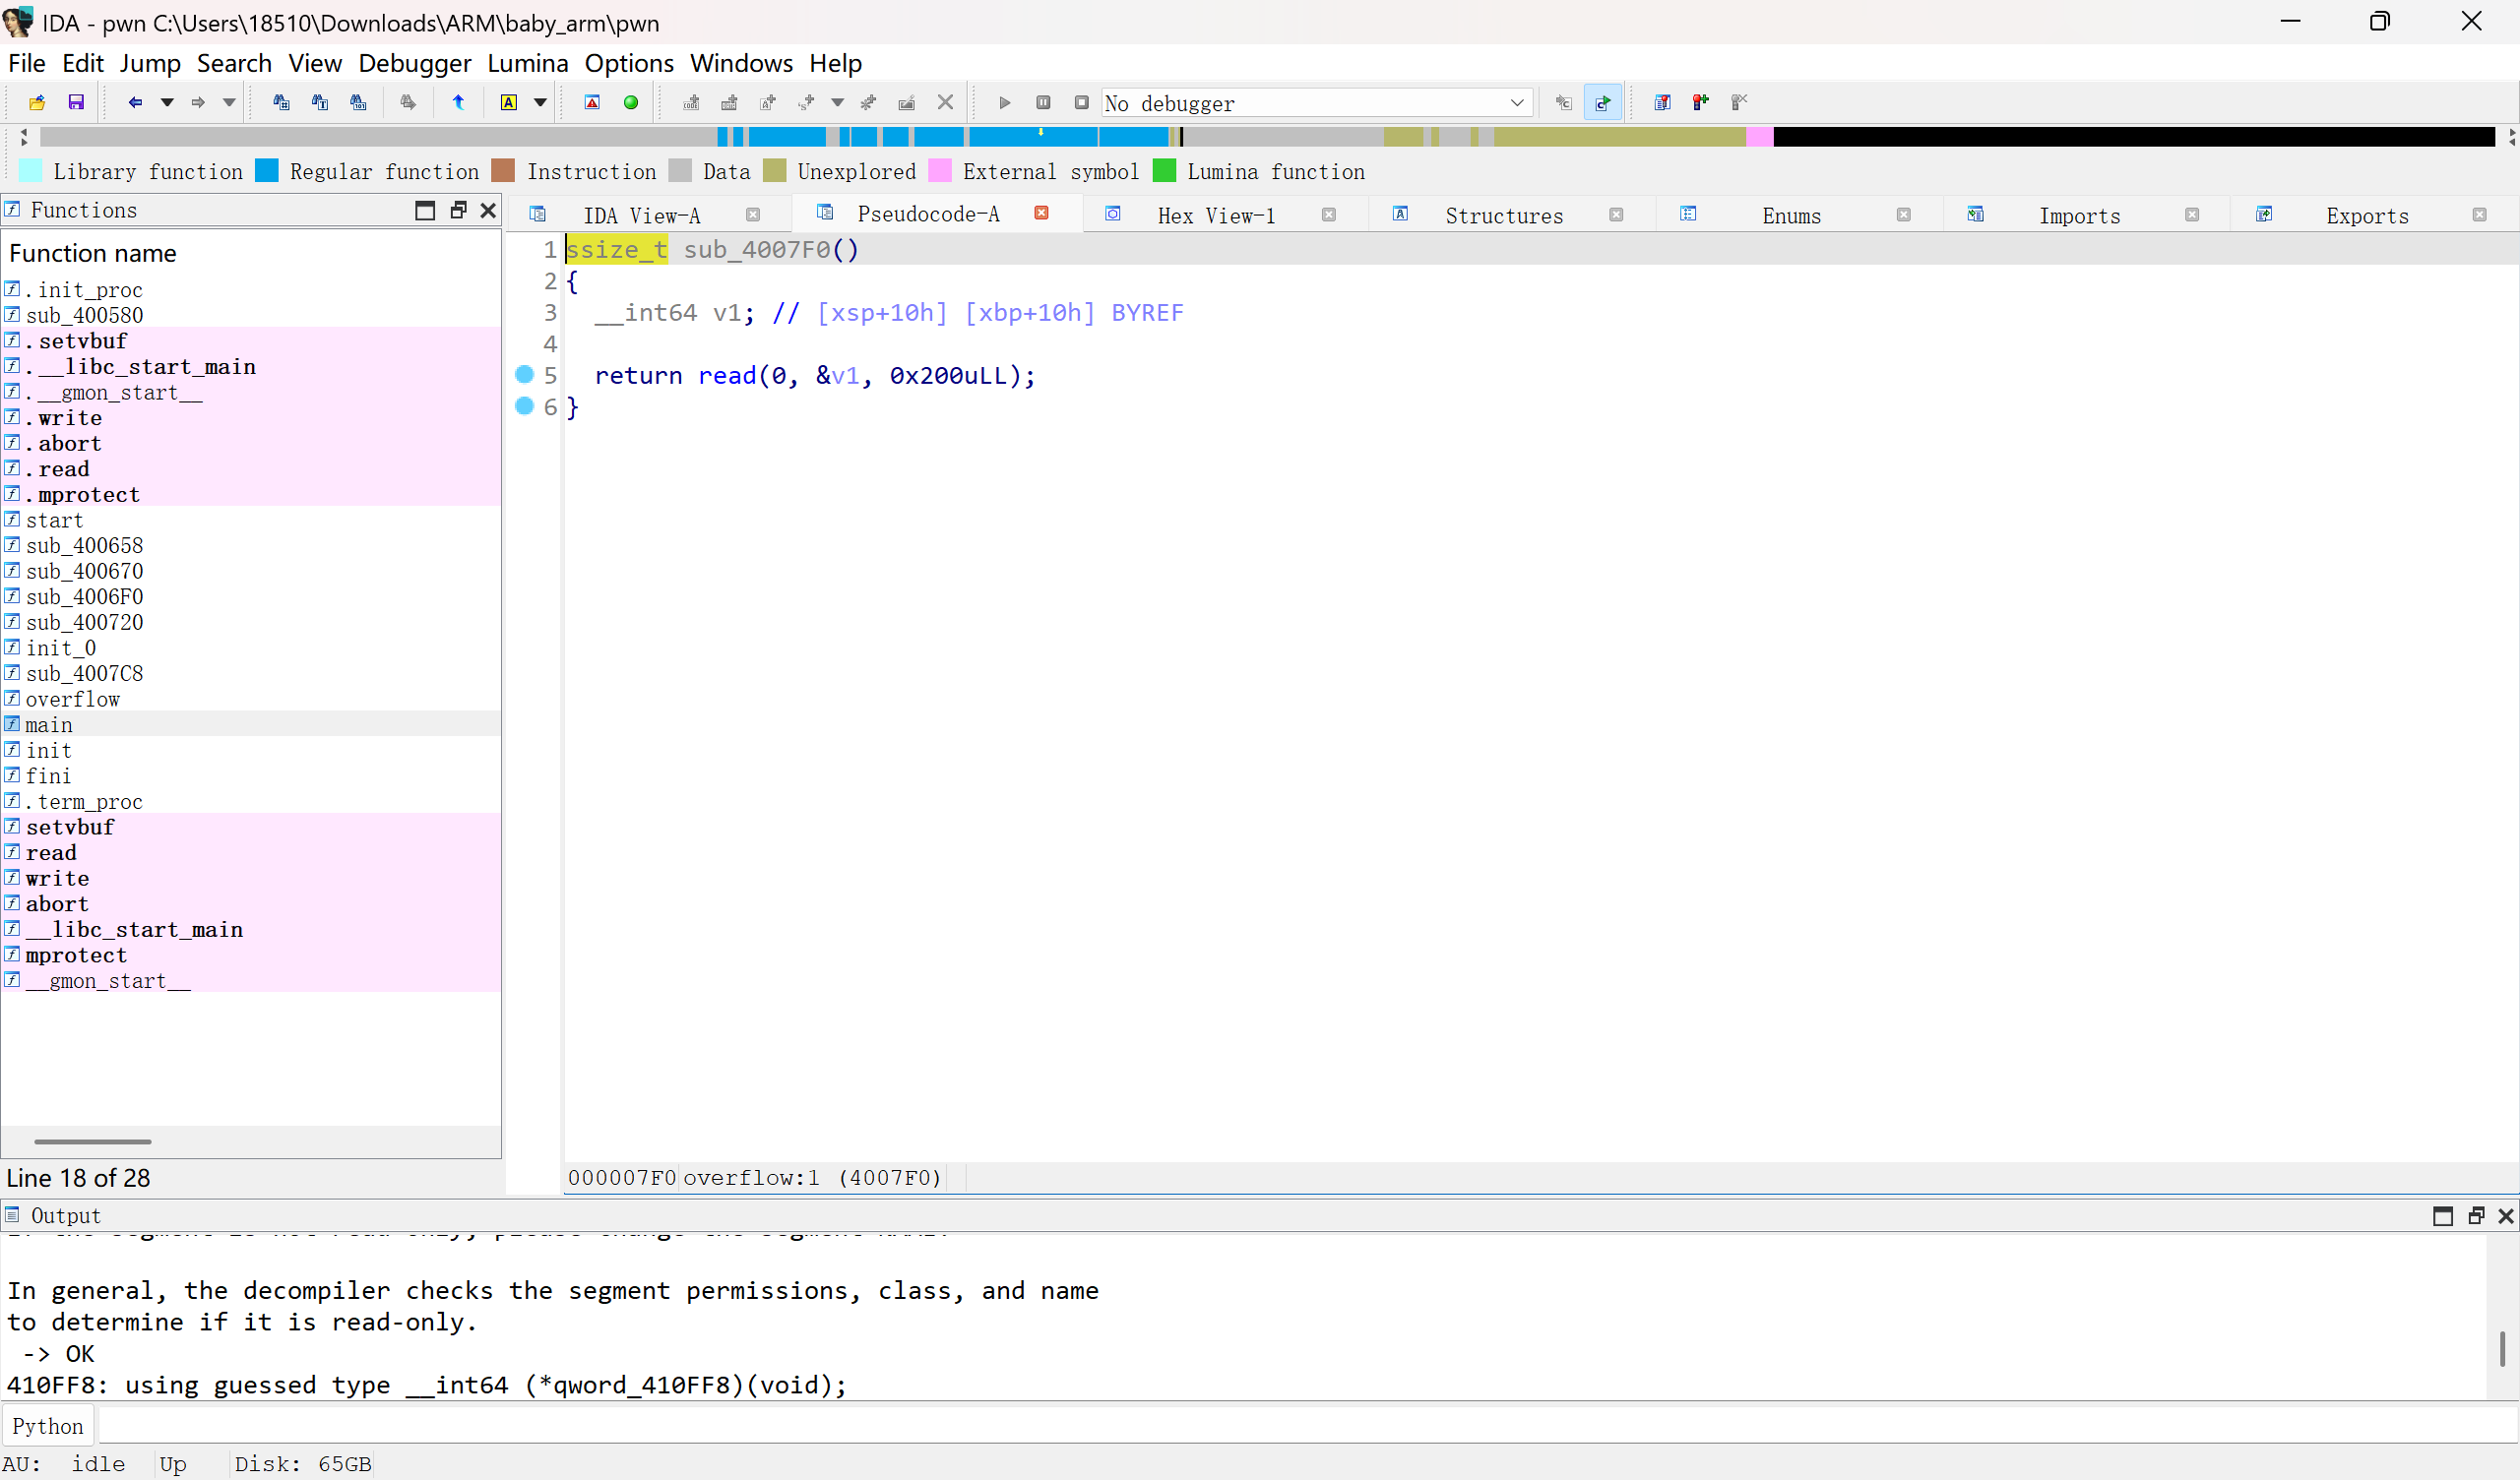 IDA - pwn C:\Users\18510\Downloads\ARM\baby_arm\pwn
File Edit Jump Search View Debugger Lumina Options Windows Help
No debugger
Library function Regular function Instruction Data Unexplored External symbol Lumina function
Functions
Function name
.init_proc
sub_400580
.setvbuf
.__libc_start_main
.__gmon_start__
.write
.abort
.read
.mprotect
start
sub_400658
sub_400670
sub_4006F0
sub_400720
init_0
sub_4007C8
overflow
main
init
fini
.term_proc
setvbuf
read
write
abort
__libc_start_main
mprotect
__gmon_start__
Line 18 of 28
IDA View-A Pseudocode-A Hex View-1 Structures Enums Imports Exports
1 ssize_t sub_4007F0()
2 {
3 __int64 v1; // [xsp+10h] [xbp+10h] BYREF
4
5 return read(0, &v1, 0x200uLL);
6 }
000007F0 overflow:1 (4007F0)
Output
In general, the decompiler checks the segment permissions, class, and name
to determine if it is read-only.
-> OK
410FF8: using guessed type __int64 (*qword_410FF8)(void);
Python
AU: idle Up Disk: 65GB